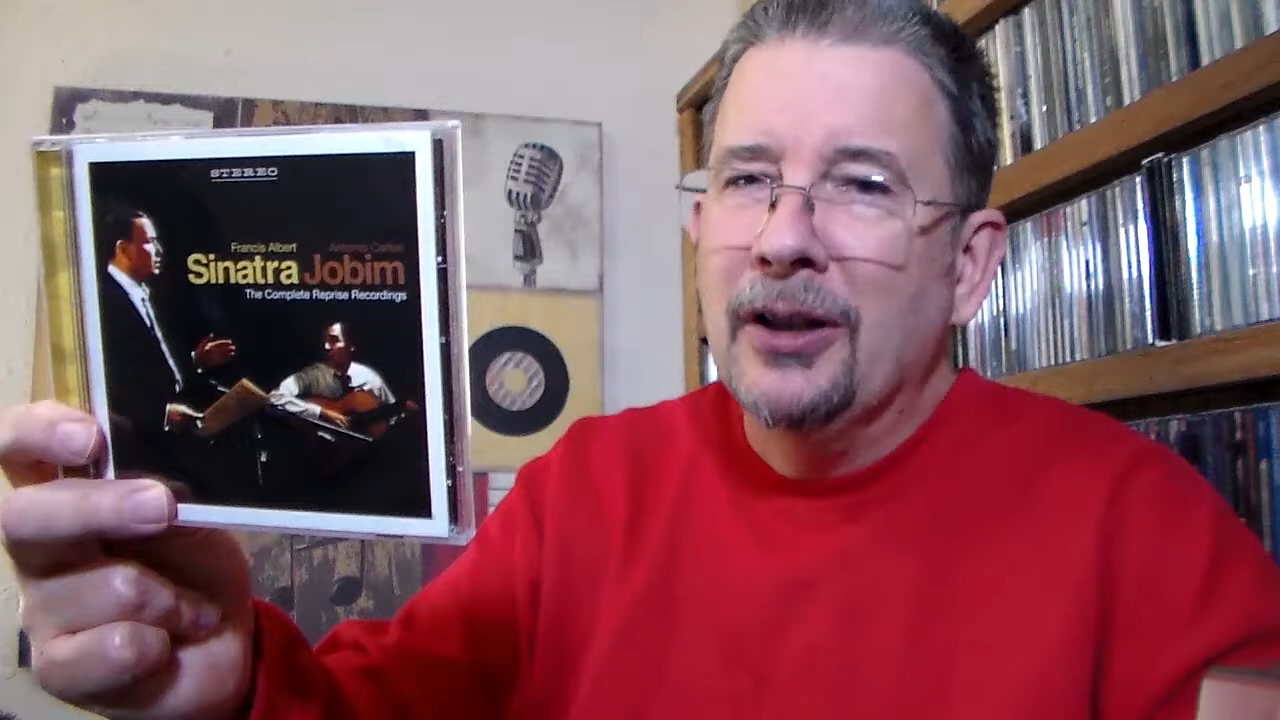 STEREO
Francis Albert Antonio Carlos
Sinatra Jobim
The Complete Reprise Recordings